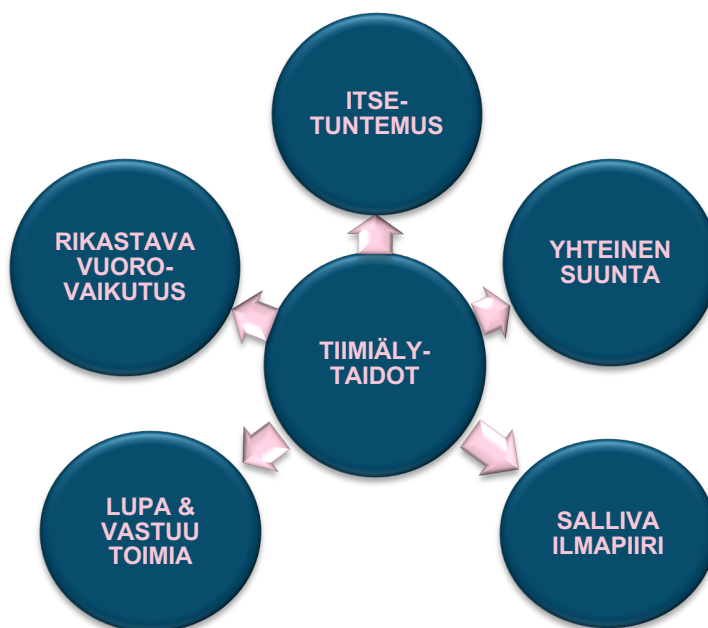 ITSE-
TUNTEMUS
RIKASTAVA
VUORO-
VAIKUTUS
YHTEINEN
SUUNTA
TIIMIÄLY-
TAIDOT
LUPA &
VASTUU
TOIMIA
SALLIVA
ILMAPIIRI